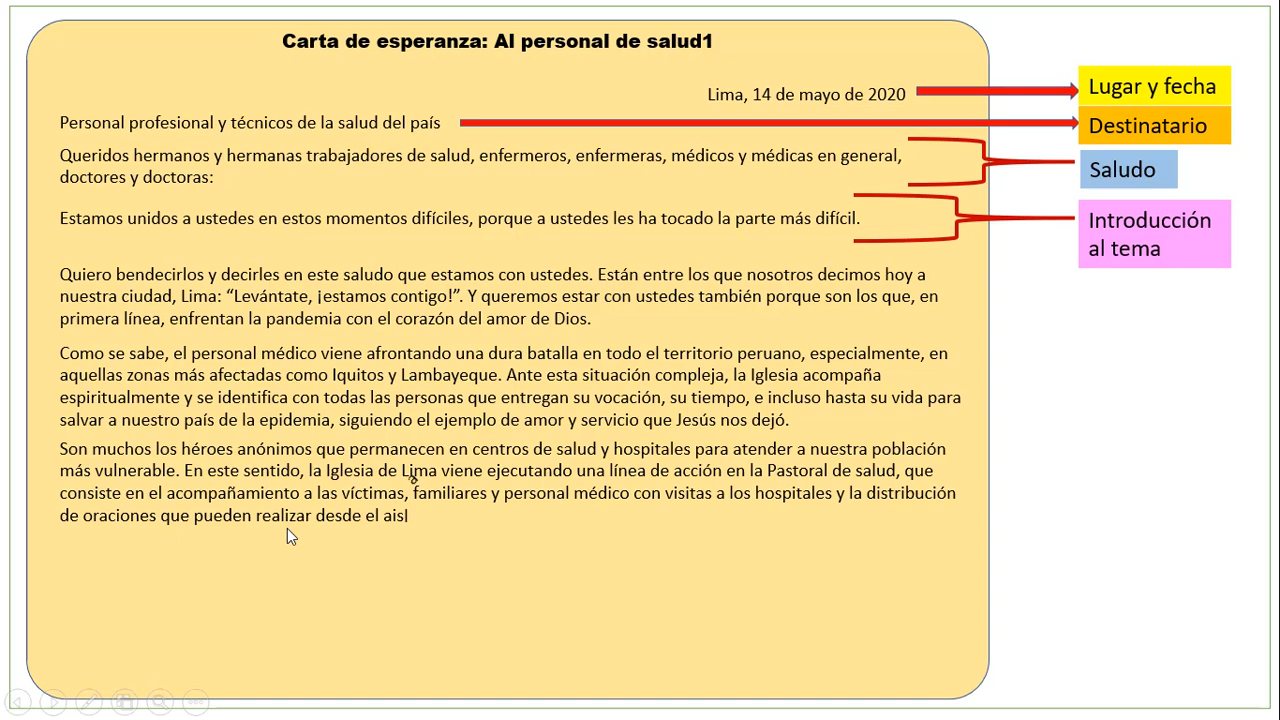 Carta de esperanza: Al personal de salud1
Lima, 14 de mayo de 2020
Lugar y fecha
Personal profesional y técnicos de la salud del país
Destinatario
Queridos hermanos y hermanas trabajadores de salud, enfermeros, enfermeras, médicos y médicas en general,
doctores y doctoras:
Saludo
Estamos unidos a ustedes en estos momentos difíciles, porque a ustedes les ha tocado la parte más difícil.
Introducción
al tema
Quiero bendecirlos y decirles en este saludo que estamos con ustedes. Están entre los que nosotros decimos hoy a
nuestra ciudad, Lima: “Levántate, ¡estamos contigo!”. Y queremos estar con ustedes también porque son los que, en
primera línea, enfrentan la pandemia con el corazón del amor de Dios.
Como se sabe, el personal médico viene afrontando una dura batalla en todo el territorio peruano, especialmente, en
aquellas zonas más afectadas como Iquitos y Lambayeque. Ante esta situación compleja, la Iglesia acompaña
espiritualmente y se identifica con todas las personas que entregan su vocación, su tiempo, e incluso hasta su vida para
salvar a nuestro país de la epidemia, siguiendo el ejemplo de amor y servicio que Jesús nos dejó.
Son muchos los héroes anónimos que permanecen en centros de salud y hospitales para atender a nuestra población
más vulnerable. En este sentido, la Iglesia de Lima viene ejecutando una línea de acción en la Pastoral de salud, que
consiste en el acompañamiento a las víctimas, familiares y personal médico con visitas a los hospitales y la distribución
de oraciones que pueden realizar desde el aisl